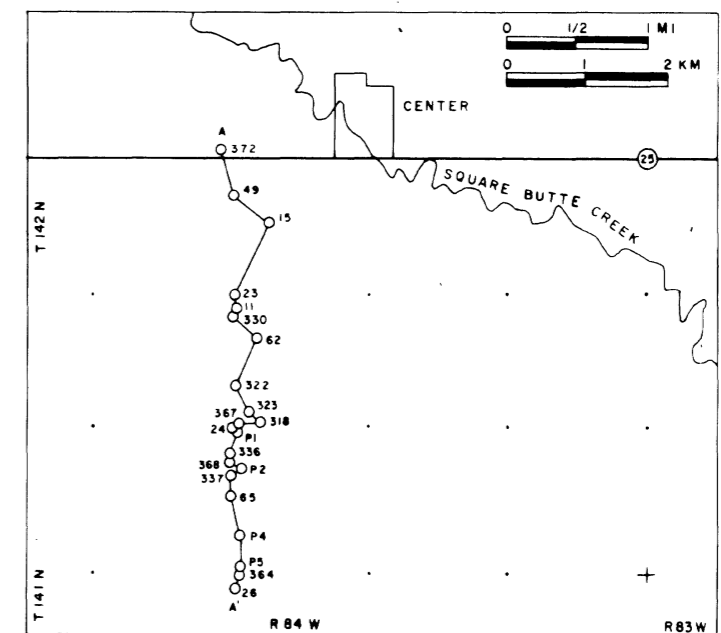 0 1/2 1 MI
0 1 2 KM
CENTER
A
372
25
SQUARE BUTTE CREEK
49
T 142 N
15
23
11
330
62
322
323
367
318
24
P1
336
368
P2
337
65
P4
P5
364
26
A'
T 141 N
R 84 W
R 83 W